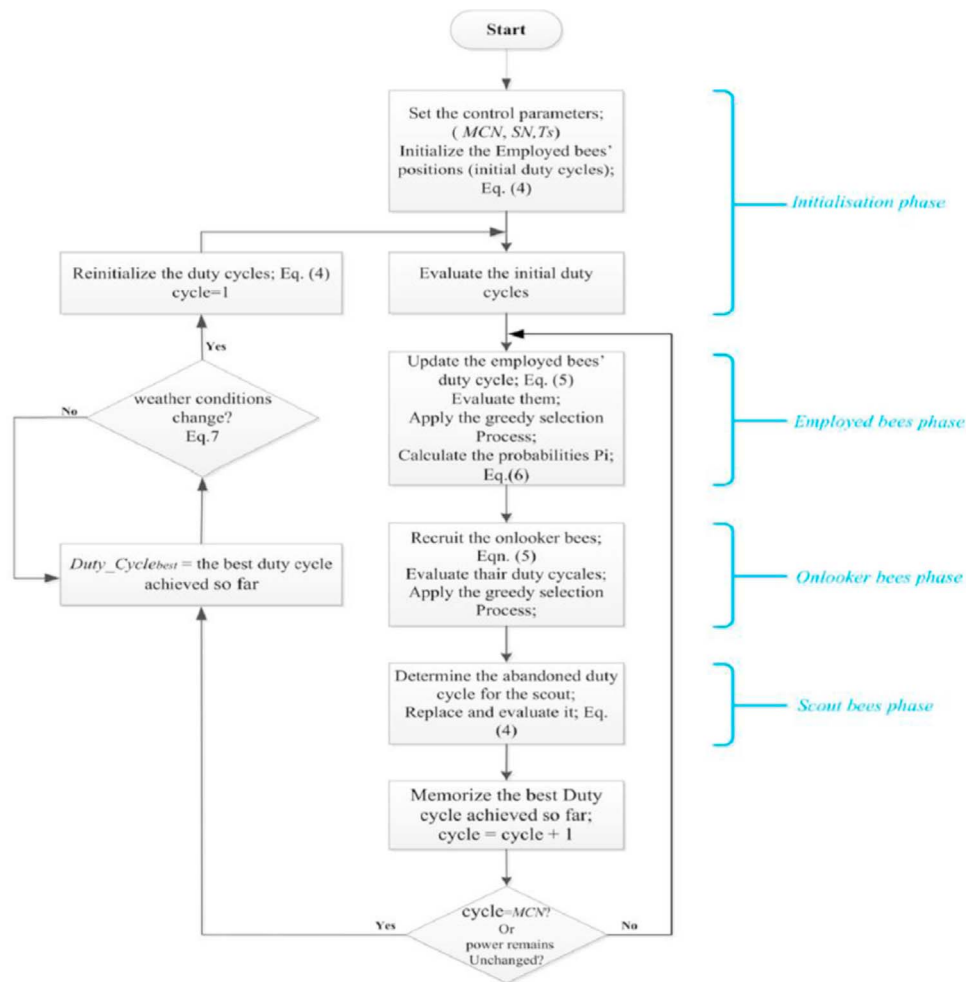 Start
Set the control parameters;
( MCN, SN,Ts)
Initialize the Employed bees'
positions (initial duty cycles);
Eq. (4)
Initialisation phase
Reinitialize the duty cycles; Eq. (4)
cycle=1
Evaluate the initial duty
cycles
Yes
No
weather conditions
change?
Eq.7
Update the employed bees'
duty cycle; Eq. (5)
Evaluate them;
Apply the greedy selection
Process;
Calculate the probabilities Pi;
Eq.(6)
Employed bees phase
Duty_Cyclebest = the best duty cycle
achieved so far
Recruit the onlooker bees;
Eqn. (5)
Evaluate thair duty cycales;
Apply the greedy selection
Process;
Onlooker bees phase
Determine the abandoned duty
cycle for the scout;
Replace and evaluate it; Eq.
(4)
Scout bees phase
Memorize the best Duty
cycle achieved so far;
cycle = cycle + 1
Yes
cycle=MCN?
Or
power remains
Unchanged?
No